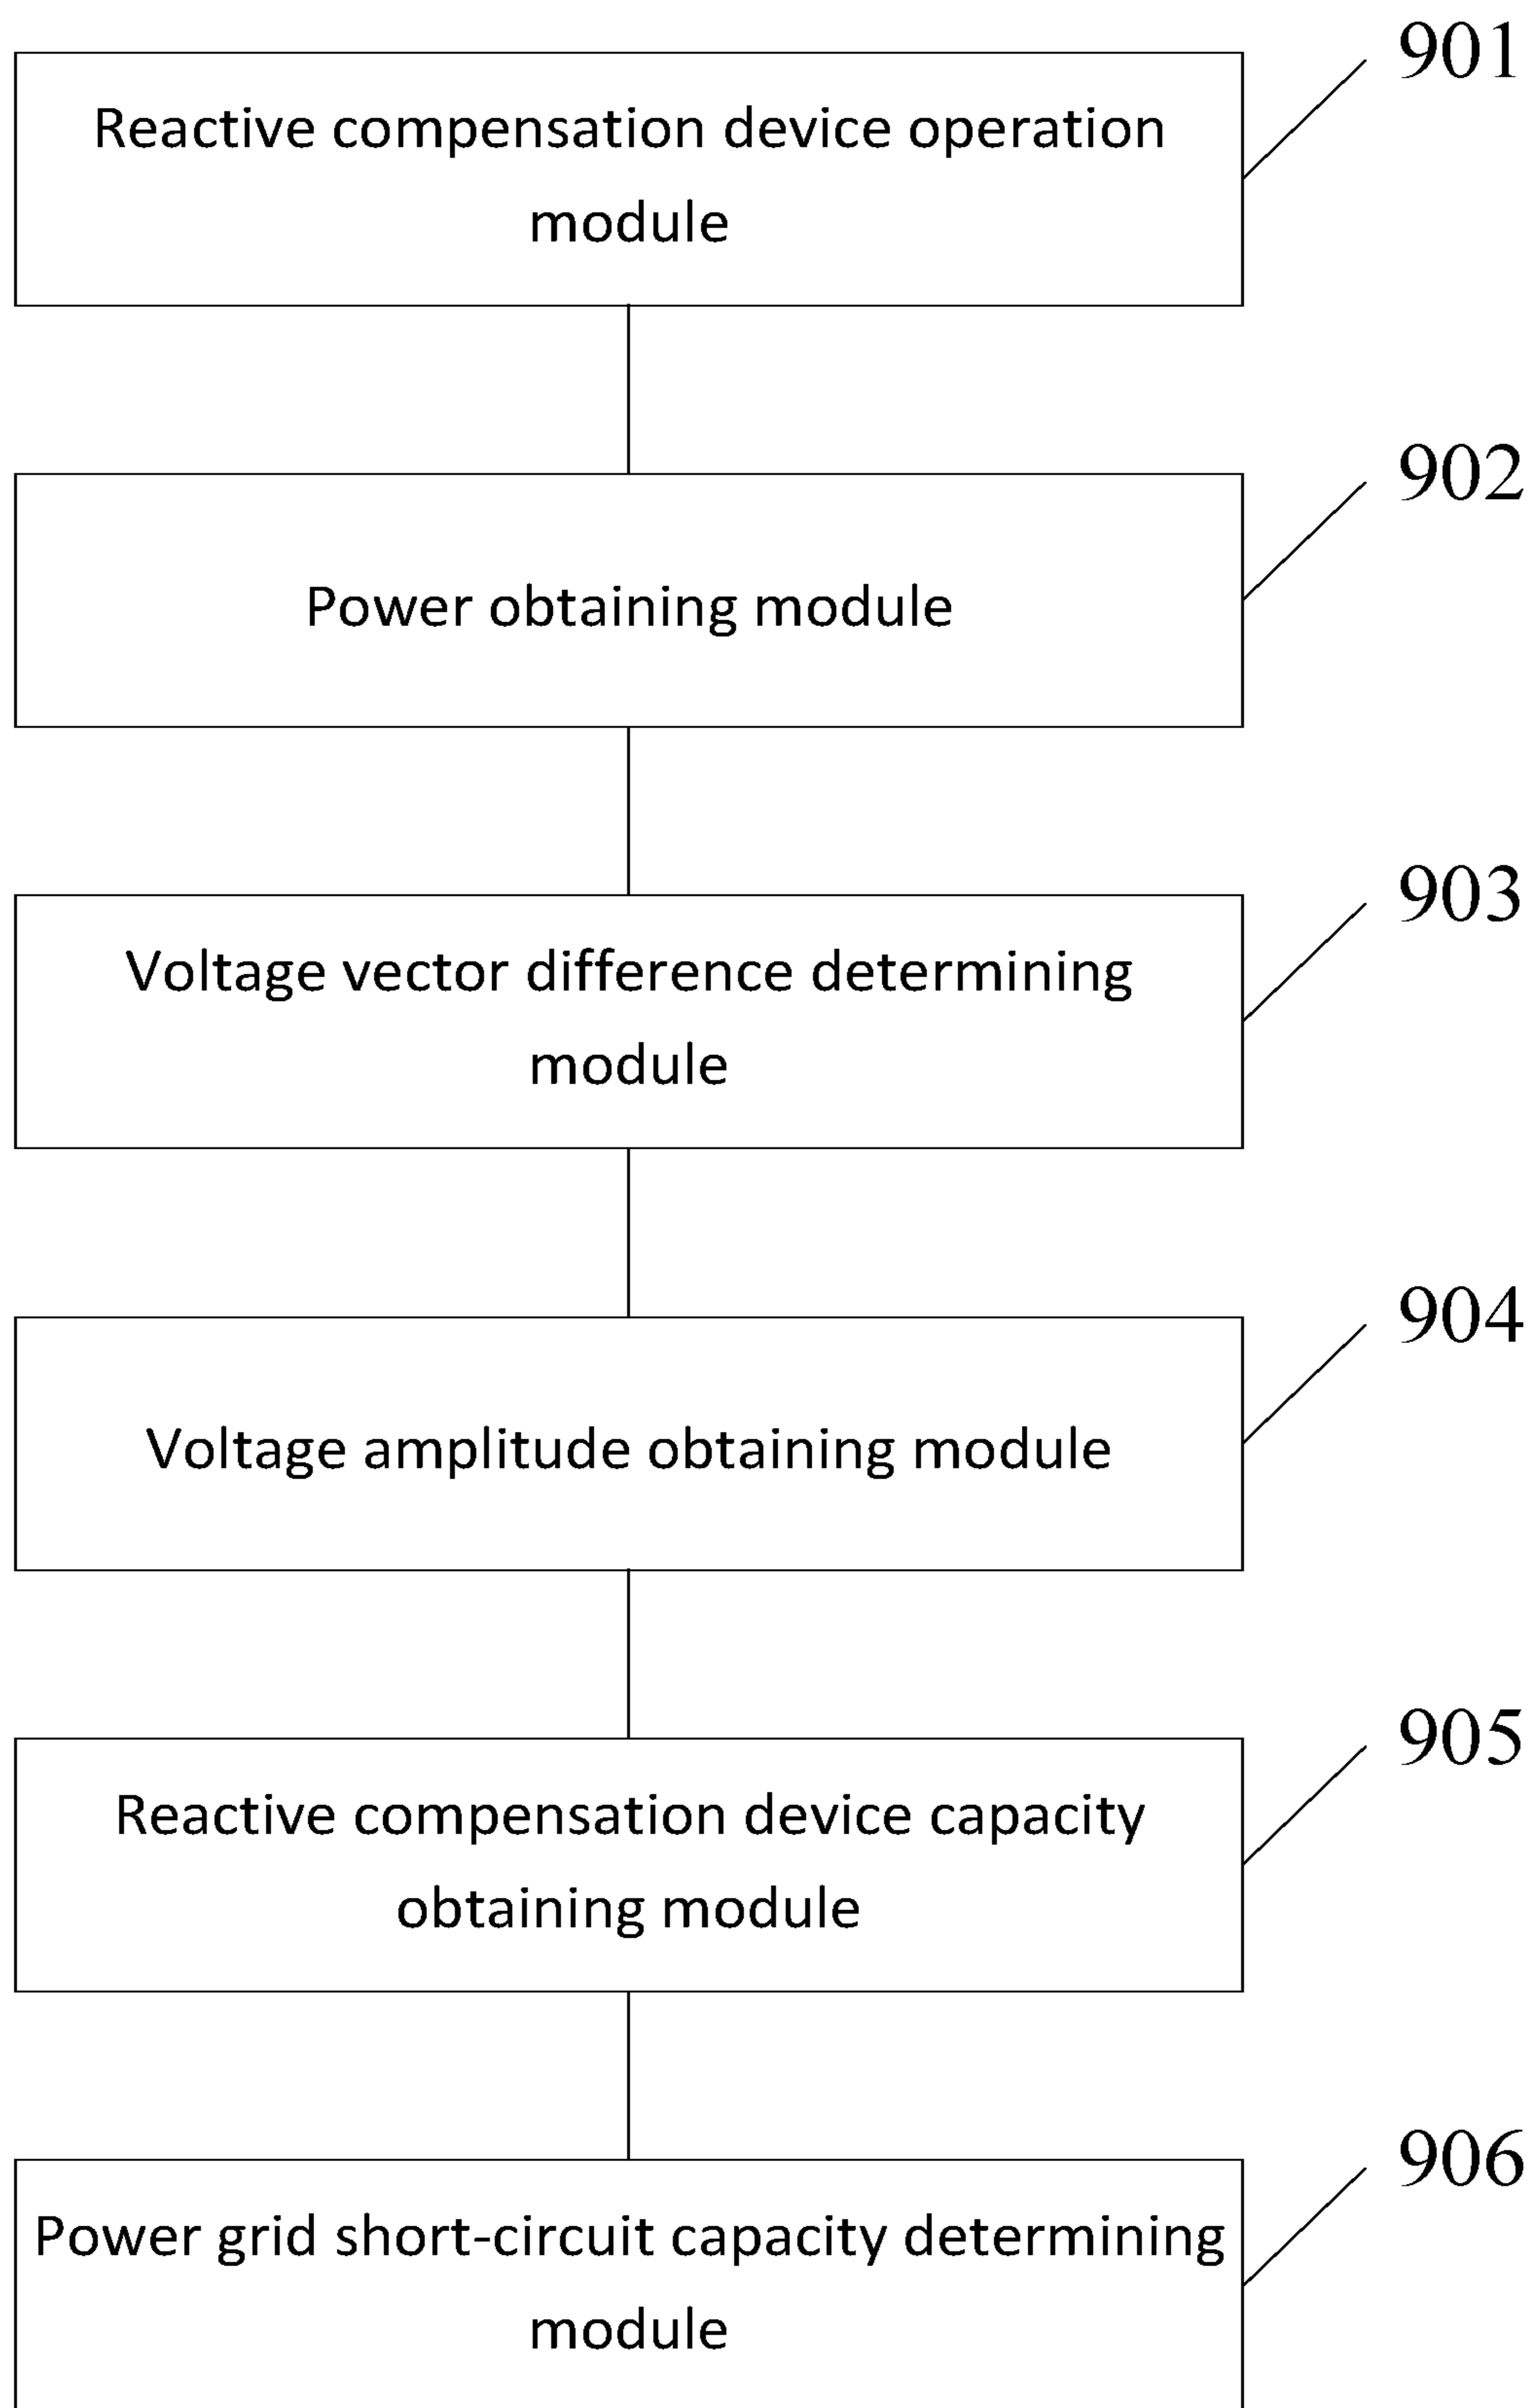 901
Reactive compensation device operation
module
902
Power obtaining module
903
Voltage vector difference determining
module
904
Voltage amplitude obtaining module
905
Reactive compensation device capacity
obtaining module
906
Power grid short-circuit capacity determining
module